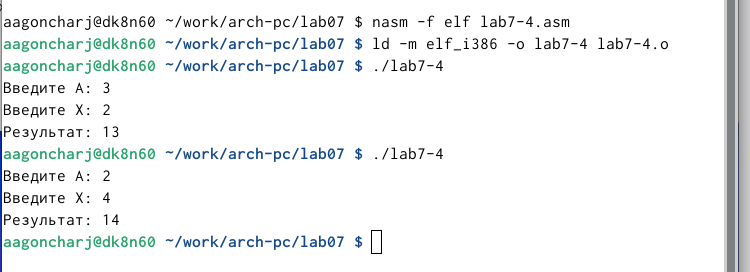 aagoncharj@dk8n60 ~/work/arch-pc/lab07 $ nasm -f elf lab7-4.asm
aagoncharj@dk8n60 ~/work/arch-pc/lab07 $ ld -m elf_i386 -o lab7-4 lab7-4.o
aagoncharj@dk8n60 ~/work/arch-pc/lab07 $ ./lab7-4
Введите А: 3
Введите Х: 2
Результат: 13
aagoncharj@dk8n60 ~/work/arch-pc/lab07 $ ./lab7-4
Введите А: 2
Введите Х: 4
Результат: 14
aagoncharj@dk8n60 ~/work/arch-pc/lab07 $